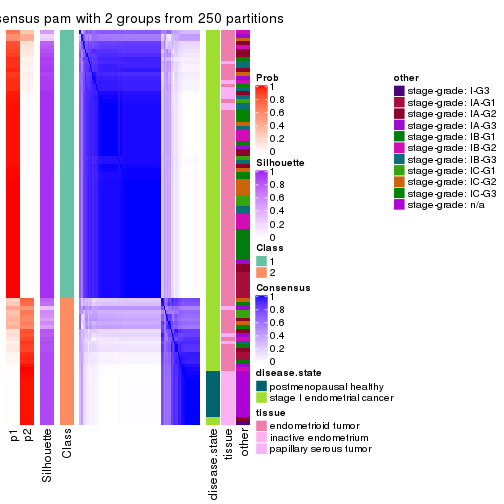 sensus pam with 2 groups from 250 partitions
Prob
1
0.8
0.6
0.4
0.2
0
Silhouette
1
0.8
0.6
0.4
0.2
0
Class
1
2
Consensus
1
0.8
0.6
0.4
0.2
0
disease.state
postmenopausal healthy
stage I endometrial cancer
tissue
endometrioid tumor
inactive endometrium
papillary serous tumor
other
stage-grade: I-G3
stage-grade: IA-G1
stage-grade: IA-G2
stage-grade: IA-G3
stage-grade: IB-G1
stage-grade: IB-G2
stage-grade: IB-G3
stage-grade: IC-G1
stage-grade: IC-G2
stage-grade: IC-G3
stage-grade: n/a
p1
p2
Silhouette
Class
disease.state
tissue
other